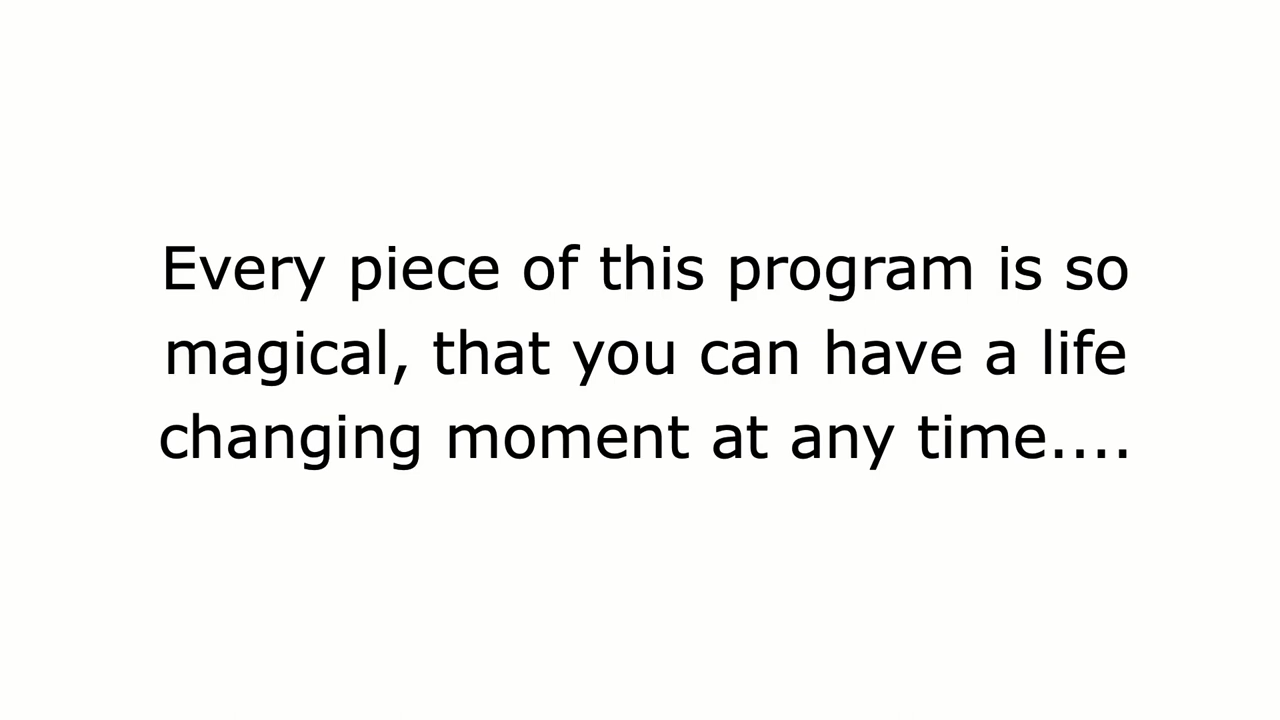 Every piece of this program is so
magical, that you can have a life
changing moment at any time....